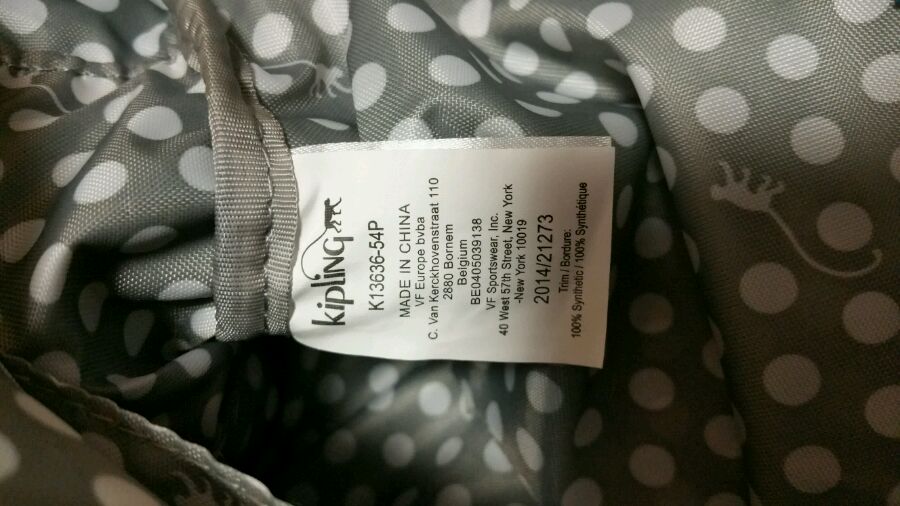 kipling
K13636-54P
MADE IN CHINA
VF Europe bvba
C. Van Kerckhovenstraat 110
2880 Bornem
Belgium
BE0405039138
VF Sportswear, Inc.
40 West 57th Street, New York
-New York 10019
2014/21273
Trim / Bordure:
100% Synthetic / 100% Synthétique